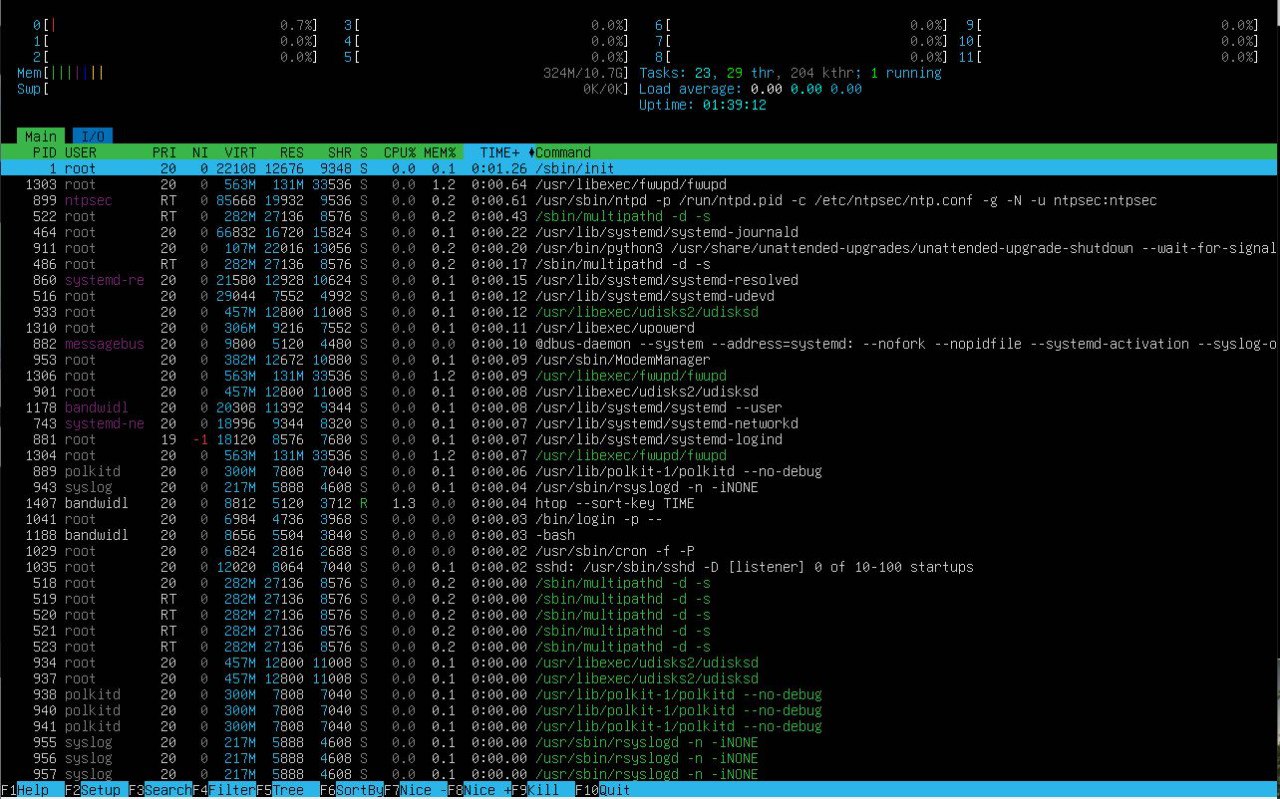 0[| 0.7%] 3[ 0.0%] 6[ 0.0%] 9[ 0.0%]
1[ 0.0%] 4[ 0.0%] 7[ 0.0%] 10[ 0.0%]
2[ 0.0%] 5[ 0.0%] 8[ 0.0%] 11[ 0.0%]
Mem[||||||| 324M/10.7G] Tasks: 23, 29 thr, 204 kthr; 1 running
Swp[ 0K/0K] Load average: 0.00 0.00 0.00
Uptime: 01:39:12
Main I/O
PID USER PRI NI VIRT RES SHR S CPU% MEM% TIME+ Command
1 root 20 0 22108 12676 9348 S 0.0 0.1 0:01.26 /sbin/init
1303 root 20 0 563M 131M 33536 S 0.0 1.2 0:00.64 /usr/libexec/fwupd/fwupd
899 ntpsec RT 0 85668 19932 9536 S 0.0 0.2 0:00.61 /usr/sbin/ntpd -p /run/ntpd.pid -c /etc/ntpsec/ntp.conf -g -N -u ntpsec:ntpsec
522 root RT 0 282M 27136 8576 S 0.0 0.2 0:00.43 /sbin/multipathd -d -s
464 root 20 0 66832 16720 15824 S 0.0 0.1 0:00.22 /usr/lib/systemd/systemd-journald
911 root 20 0 107M 22016 13056 S 0.0 0.2 0:00.20 /usr/bin/python3 /usr/share/unattended-upgrades/unattended-upgrade-shutdown --wait-for-signal
486 root RT 0 282M 27136 8576 S 0.0 0.2 0:00.17 /sbin/multipathd -d -s
860 systemd-re 20 0 21580 12928 10624 S 0.0 0.1 0:00.15 /usr/lib/systemd/systemd-resolved
516 root 20 0 29044 7552 4992 S 0.0 0.1 0:00.12 /usr/lib/systemd/systemd-udevd
933 root 20 0 457M 12800 11008 S 0.0 0.1 0:00.12 /usr/libexec/udisks2/udisksd
1310 root 20 0 306M 9216 7552 S 0.0 0.1 0:00.11 /usr/libexec/upowerd
882 messagebus 20 0 9800 5120 4480 S 0.0 0.0 0:00.10 @dbus-daemon --system --address=systemd: --nofork --nopidfile --systemd-activation --syslog-o
953 root 20 0 382M 12672 10880 S 0.0 0.1 0:00.09 /usr/sbin/ModemManager
1306 root 20 0 563M 131M 33536 S 0.0 1.2 0:00.09 /usr/libexec/fwupd/fwupd
901 root 20 0 457M 12800 11008 S 0.0 0.1 0:00.08 /usr/libexec/udisks2/udisksd
1178 bandwidl 20 0 20308 11392 9344 S 0.0 0.1 0:00.08 /usr/lib/systemd/systemd --user
743 systemd-ne 20 0 18996 9344 8320 S 0.0 0.1 0:00.07 /usr/lib/systemd/systemd-networkd
881 root 19 -1 18120 8576 7680 S 0.0 0.1 0:00.07 /usr/lib/systemd/systemd-logind
1304 root 20 0 563M 131M 33536 S 0.0 1.2 0:00.07 /usr/libexec/fwupd/fwupd
889 polkitd 20 0 300M 7808 7040 S 0.0 0.1 0:00.06 /usr/lib/polkit-1/polkitd --no-debug
943 syslog 20 0 217M 5888 4608 S 0.0 0.1 0:00.04 /usr/sbin/rsyslogd -n -iNONE
1407 bandwidl 20 0 8812 5120 3712 R 1.3 0.0 0:00.04 htop --sort-key TIME
1041 root 20 0 6984 4736 3968 S 0.0 0.0 0:00.03 /bin/login -p --
1188 bandwidl 20 0 8656 5504 3840 S 0.0 0.0 0:00.03 -bash
1029 root 20 0 6824 2816 2688 S 0.0 0.0 0:00.02 /usr/sbin/cron -f -P
1035 root 20 0 12020 8064 7040 S 0.0 0.1 0:00.02 sshd: /usr/sbin/sshd -D [listener] 0 of 10-100 startups
518 root RT 0 282M 27136 8576 S 0.0 0.2 0:00.00 /sbin/multipathd -d -s
519 root RT 0 282M 27136 8576 S 0.0 0.2 0:00.00 /sbin/multipathd -d -s
520 root RT 0 282M 27136 8576 S 0.0 0.2 0:00.00 /sbin/multipathd -d -s
521 root RT 0 282M 27136 8576 S 0.0 0.2 0:00.00 /sbin/multipathd -d -s
523 root RT 0 282M 27136 8576 S 0.0 0.2 0:00.00 /sbin/multipathd -d -s
934 root 20 0 457M 12800 11008 S 0.0 0.1 0:00.00 /usr/libexec/udisks2/udisksd
937 root 20 0 457M 12800 11008 S 0.0 0.1 0:00.00 /usr/libexec/udisks2/udisksd
938 polkitd 20 0 300M 7808 7040 S 0.0 0.1 0:00.00 /usr/lib/polkit-1/polkitd --no-debug
940 polkitd 20 0 300M 7808 7040 S 0.0 0.1 0:00.00 /usr/lib/polkit-1/polkitd --no-debug
941 polkitd 20 0 300M 7808 7040 S 0.0 0.1 0:00.00 /usr/lib/polkit-1/polkitd --no-debug
955 syslog 20 0 217M 5888 4608 S 0.0 0.1 0:00.00 /usr/sbin/rsyslogd -n -iNONE
956 syslog 20 0 217M 5888 4608 S 0.0 0.1 0:00.00 /usr/sbin/rsyslogd -n -iNONE
957 syslog 20 0 217M 5888 4608 S 0.0 0.1 0:00.00 /usr/sbin/rsyslogd -n -iNONE
F1Help F2Setup F3SearchF4FilterF5Tree F6SortByF7Nice -F8Nice +F9Kill F10Quit